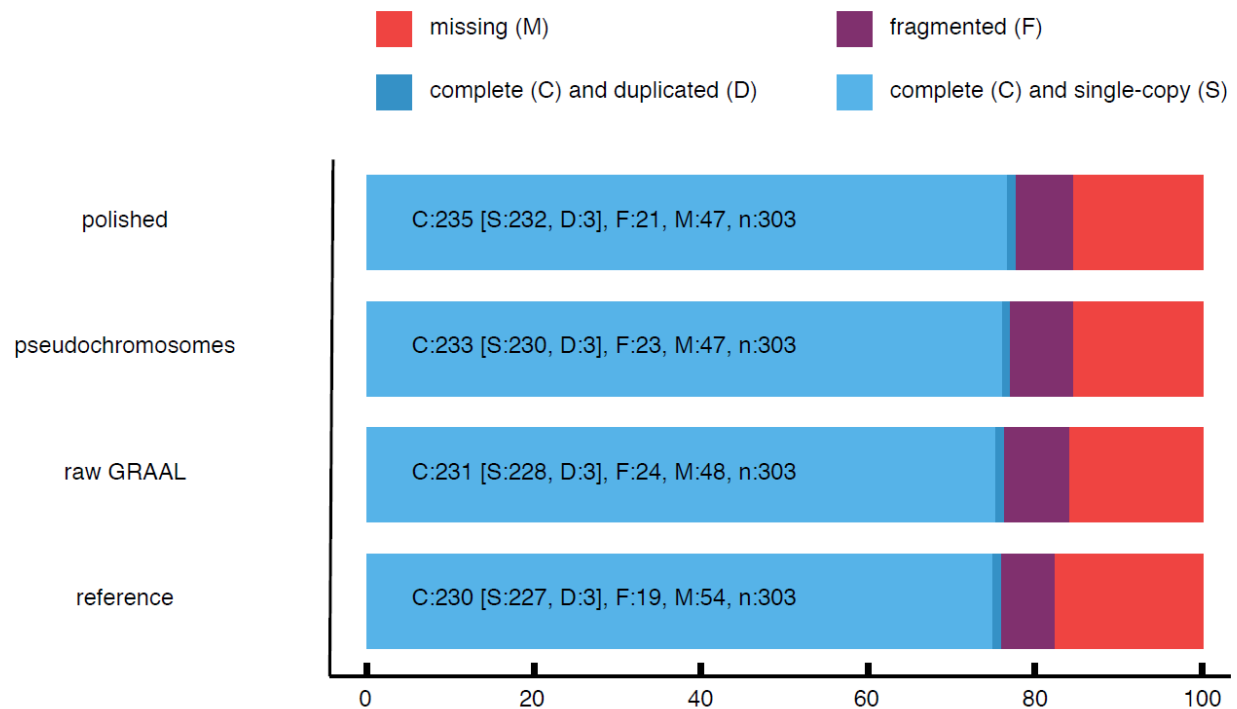 missing (M)
fragmented (F)
complete (C) and duplicated (D)
complete (C) and single-copy (S)
polished
C:235 [S:232, D:3], F:21, M:47, n:303
pseudochromosomes
C:233 [S:230, D:3], F:23, M:47, n:303
raw GRAAL
C:231 [S:228, D:3], F:24, M:48, n:303
reference
C:230 [S:227, D:3], F:19, M:54, n:303
0 20 40 60 80 100